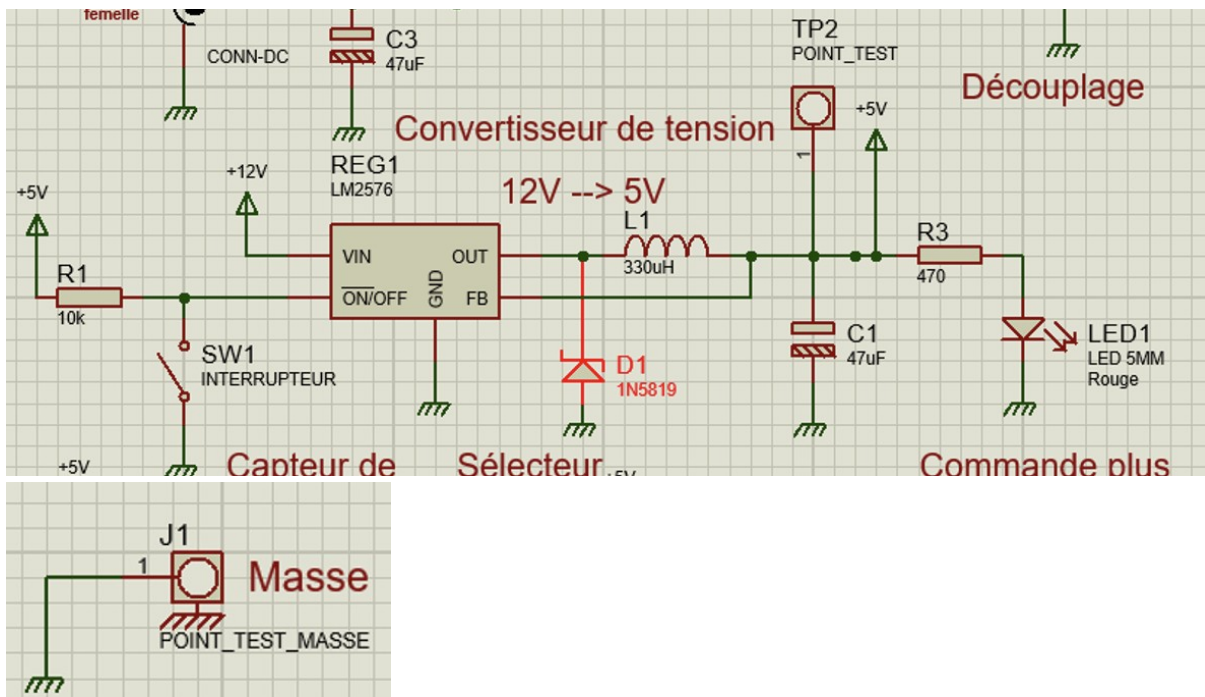 femelle
CONN-DC
C3
47uF
TP2
POINT_TEST
Découplage
+5V
Convertisseur de tension
12V --> 5V
+12V
REG1
LM2576
+5V
R1
10k
VIN
OUT
ON/OFF
GND
FB
L1
330uH
1
R3
470
SW1
INTERRUPTEUR
D1
1N5819
C1
47uF
LED1
LED 5MM
Rouge
+5V
Capteur de
Sélecteur
+5V
Commande plus
J1
1
Masse
POINT_TEST_MASSE